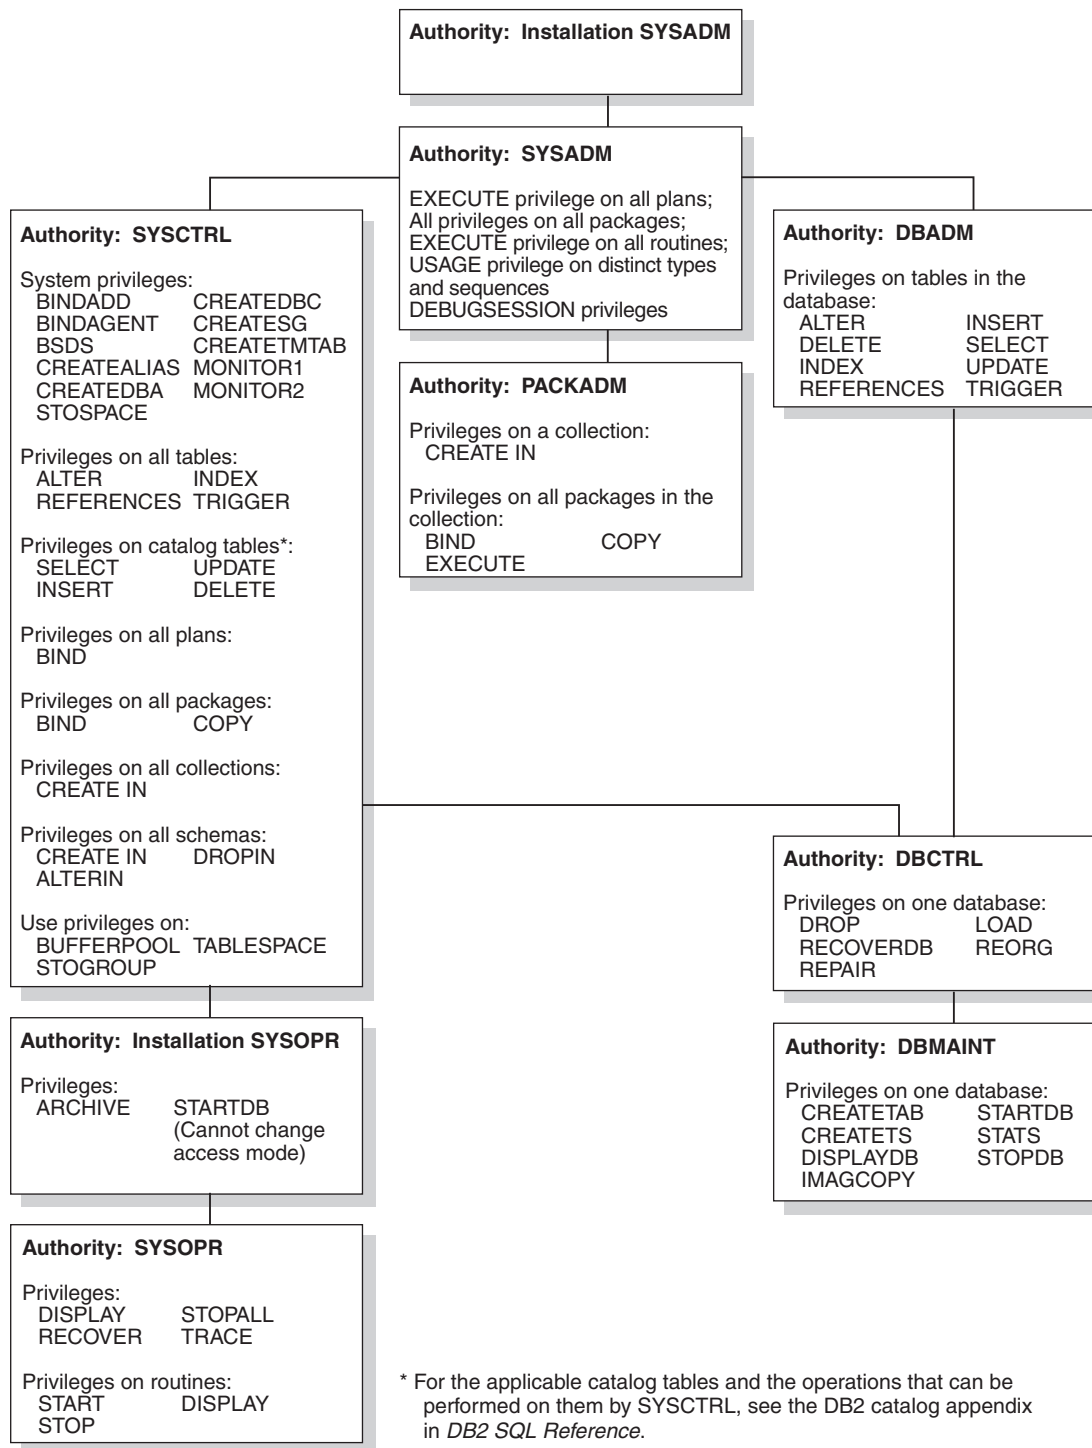 Authority: Installation SYSADM
Authority: SYSADM
EXECUTE privilege on all plans;
All privileges on all packages;
EXECUTE privilege on all routines;
USAGE privilege on distinct types
and sequences
DEBUGSESSION privileges
Authority: SYSCTRL
System privileges:
BINDADD CREATEDBC
BINDAGENT CREATESG
BSDS CREATETMTAB
CREATEALIAS MONITOR1
CREATEDBA MONITOR2
STOSPACE
Privileges on all tables:
ALTER INDEX
REFERENCES TRIGGER
Privileges on catalog tables*:
SELECT UPDATE
INSERT DELETE
Privileges on all plans:
BIND
Privileges on all packages:
BIND COPY
Privileges on all collections:
CREATE IN
Privileges on all schemas:
CREATE IN DROPIN
ALTERIN
Use privileges on:
BUFFERPOOL TABLESPACE
STOGROUP
Authority: PACKADM
Privileges on a collection:
CREATE IN
Privileges on all packages in the
collection:
BIND COPY
EXECUTE
Authority: DBADM
Privileges on tables in the
database:
ALTER INSERT
DELETE SELECT
INDEX UPDATE
REFERENCES TRIGGER
Authority: DBCTRL
Privileges on one database:
DROP LOAD
RECOVERDB REORG
REPAIR
Authority: DBMAINT
Privileges on one database:
CREATETAB STARTDB
CREATETS STATS
DISPLAYDB STOPDB
IMAGCOPY
Authority: Installation SYSOPR
Privileges:
ARCHIVE STARTDB
(Cannot change
access mode)
Authority: SYSOPR
Privileges:
DISPLAY STOPALL
RECOVER TRACE
Privileges on routines:
START DISPLAY
STOP
* For the applicable catalog tables and the operations that can be
performed on them by SYSCTRL, see the DB2 catalog appendix
in DB2 SQL Reference.